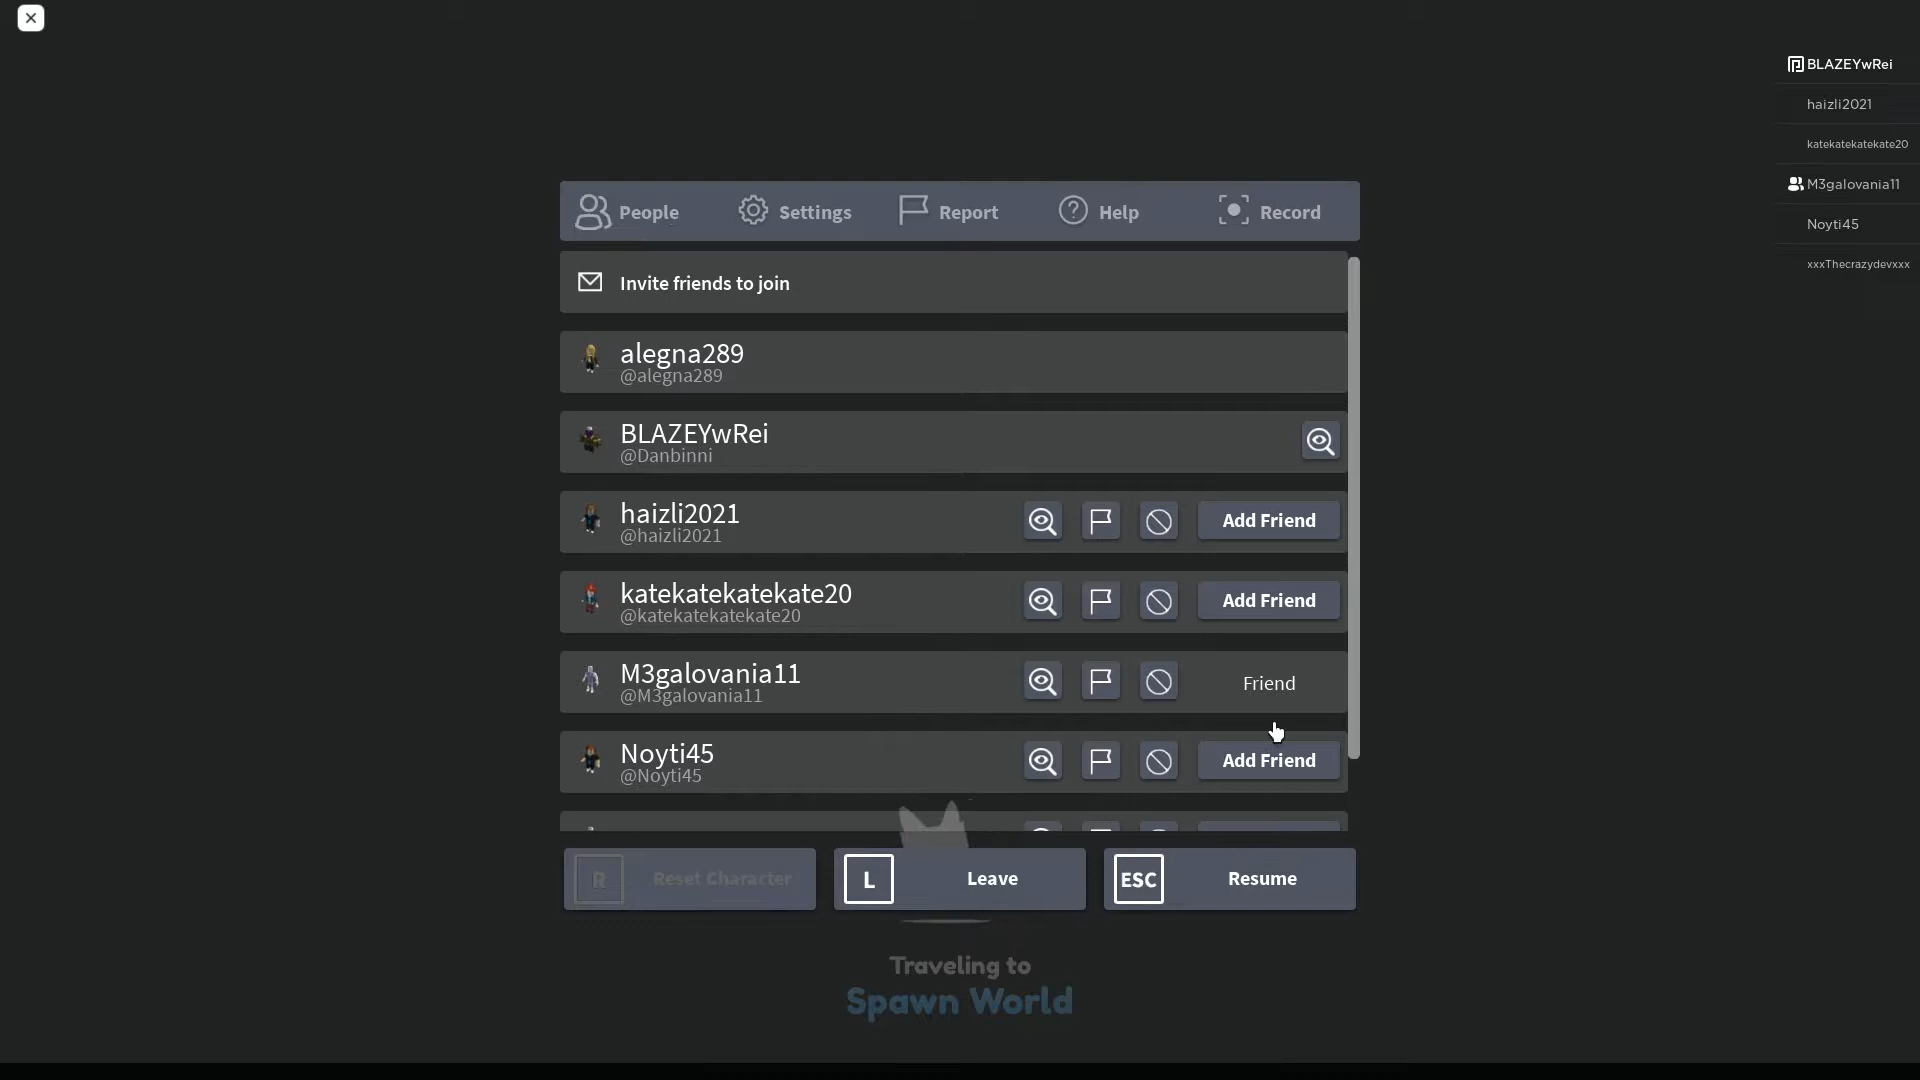 People
Settings
Report
Help
Record
Invite friends to join
alegna289
@alegna289
BLAZEYwRei
@Danbinni
haizli2021
@haizli2021
Add Friend
katekatekatekate20
@katekatekatekate20
Add Friend
M3galovania11
@M3galovania11
Friend
Noyti45
@Noyti45
Add Friend
R Reset Character
L Leave
ESC Resume
Traveling to
Spawn World
BLAZEYwRei
haizli2021
katekatekatekate20
M3galovania11
Noyti45
xxxThecrazydevxxx